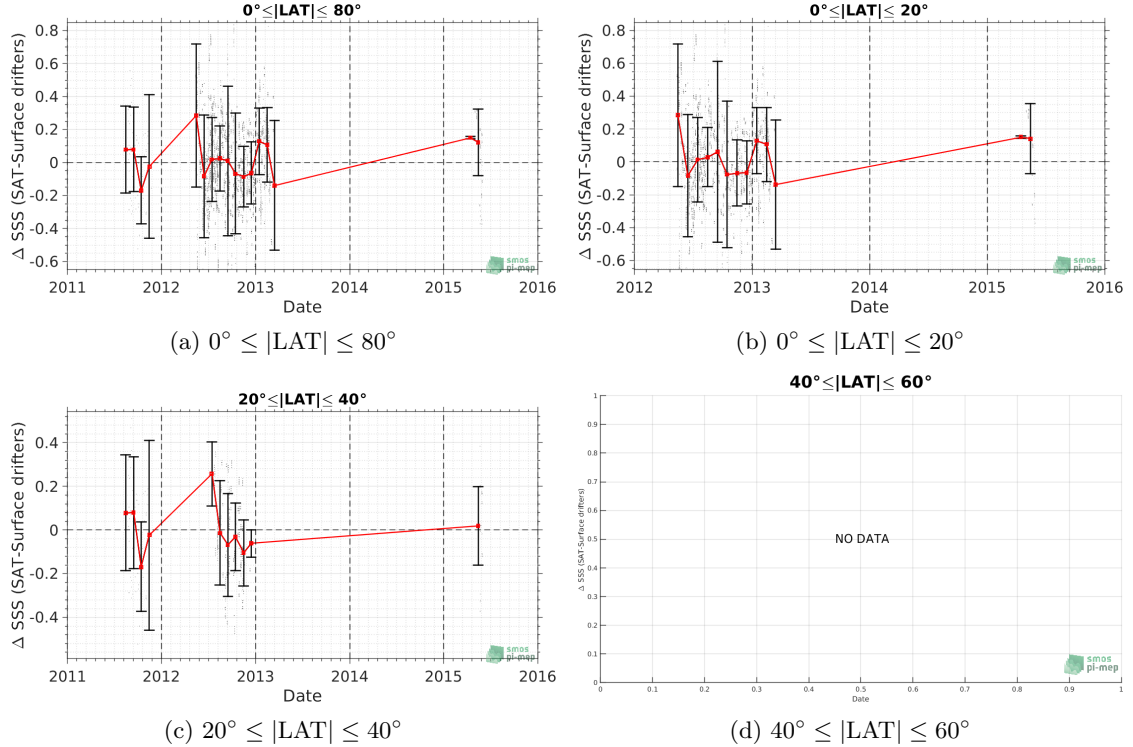 0°≤|LAT|≤ 80°
0.8
0.6
0.4
0.2
0
-0.2
-0.4
-0.6
Δ SSS (SAT-Surface drifters)
2011 2012 2013 2014 2015 2016
Date
smos
pi-mep
(a) 0° ≤ |LAT| ≤ 80°
0°≤|LAT|≤ 20°
0.8
0.6
0.4
0.2
0
-0.2
-0.4
-0.6
Δ SSS (SAT-Surface drifters)
2012 2013 2014 2015 2016
Date
smos
pi-mep
(b) 0° ≤ |LAT| ≤ 20°
20°≤|LAT|≤ 40°
0.4
0.2
0
-0.2
-0.4
Δ SSS (SAT-Surface drifters)
2011 2012 2013 2014 2015 2016
Date
smos
pi-mep
(c) 20° ≤ |LAT| ≤ 40°
40°≤|LAT|≤ 60°
1
0.9
0.8
0.7
0.6
0.5
0.4
0.3
0.2
0.1
0
Δ SSS (SAT-Surface drifters)
NO DATA
0 0.1 0.2 0.3 0.4 0.5 0.6 0.7 0.8 0.9 1
Date
smos
pi-mep
(d) 40° ≤ |LAT| ≤ 60°